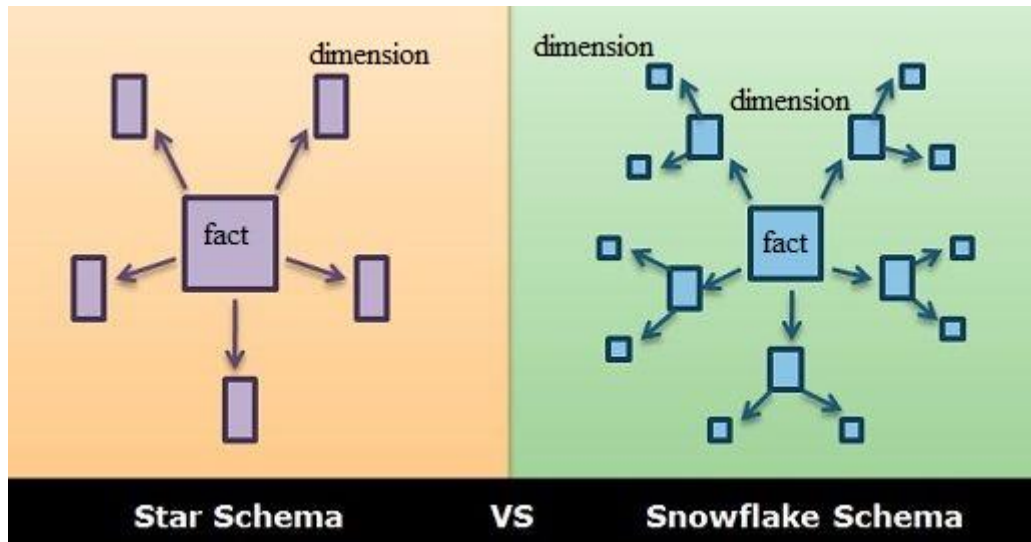 dimension
fact
dimension
dimension
fact
Star Schema VS Snowflake Schema